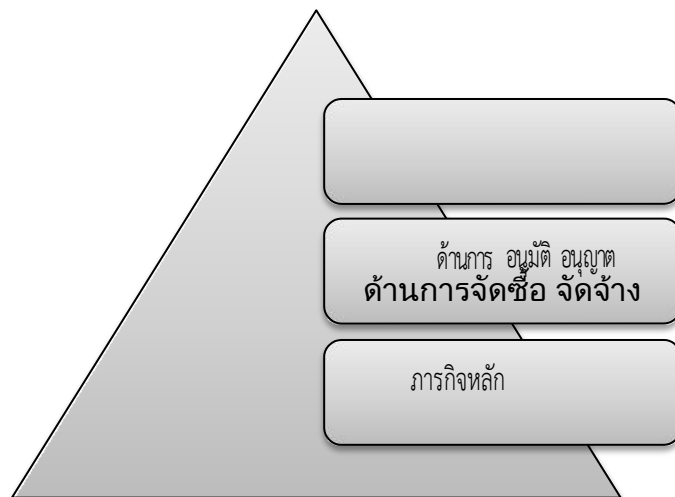 ด้านการ อนุมัติ อนุญาต
ด้านการจัดซื้อ จัดจ้าง
ภารกิจหลัก